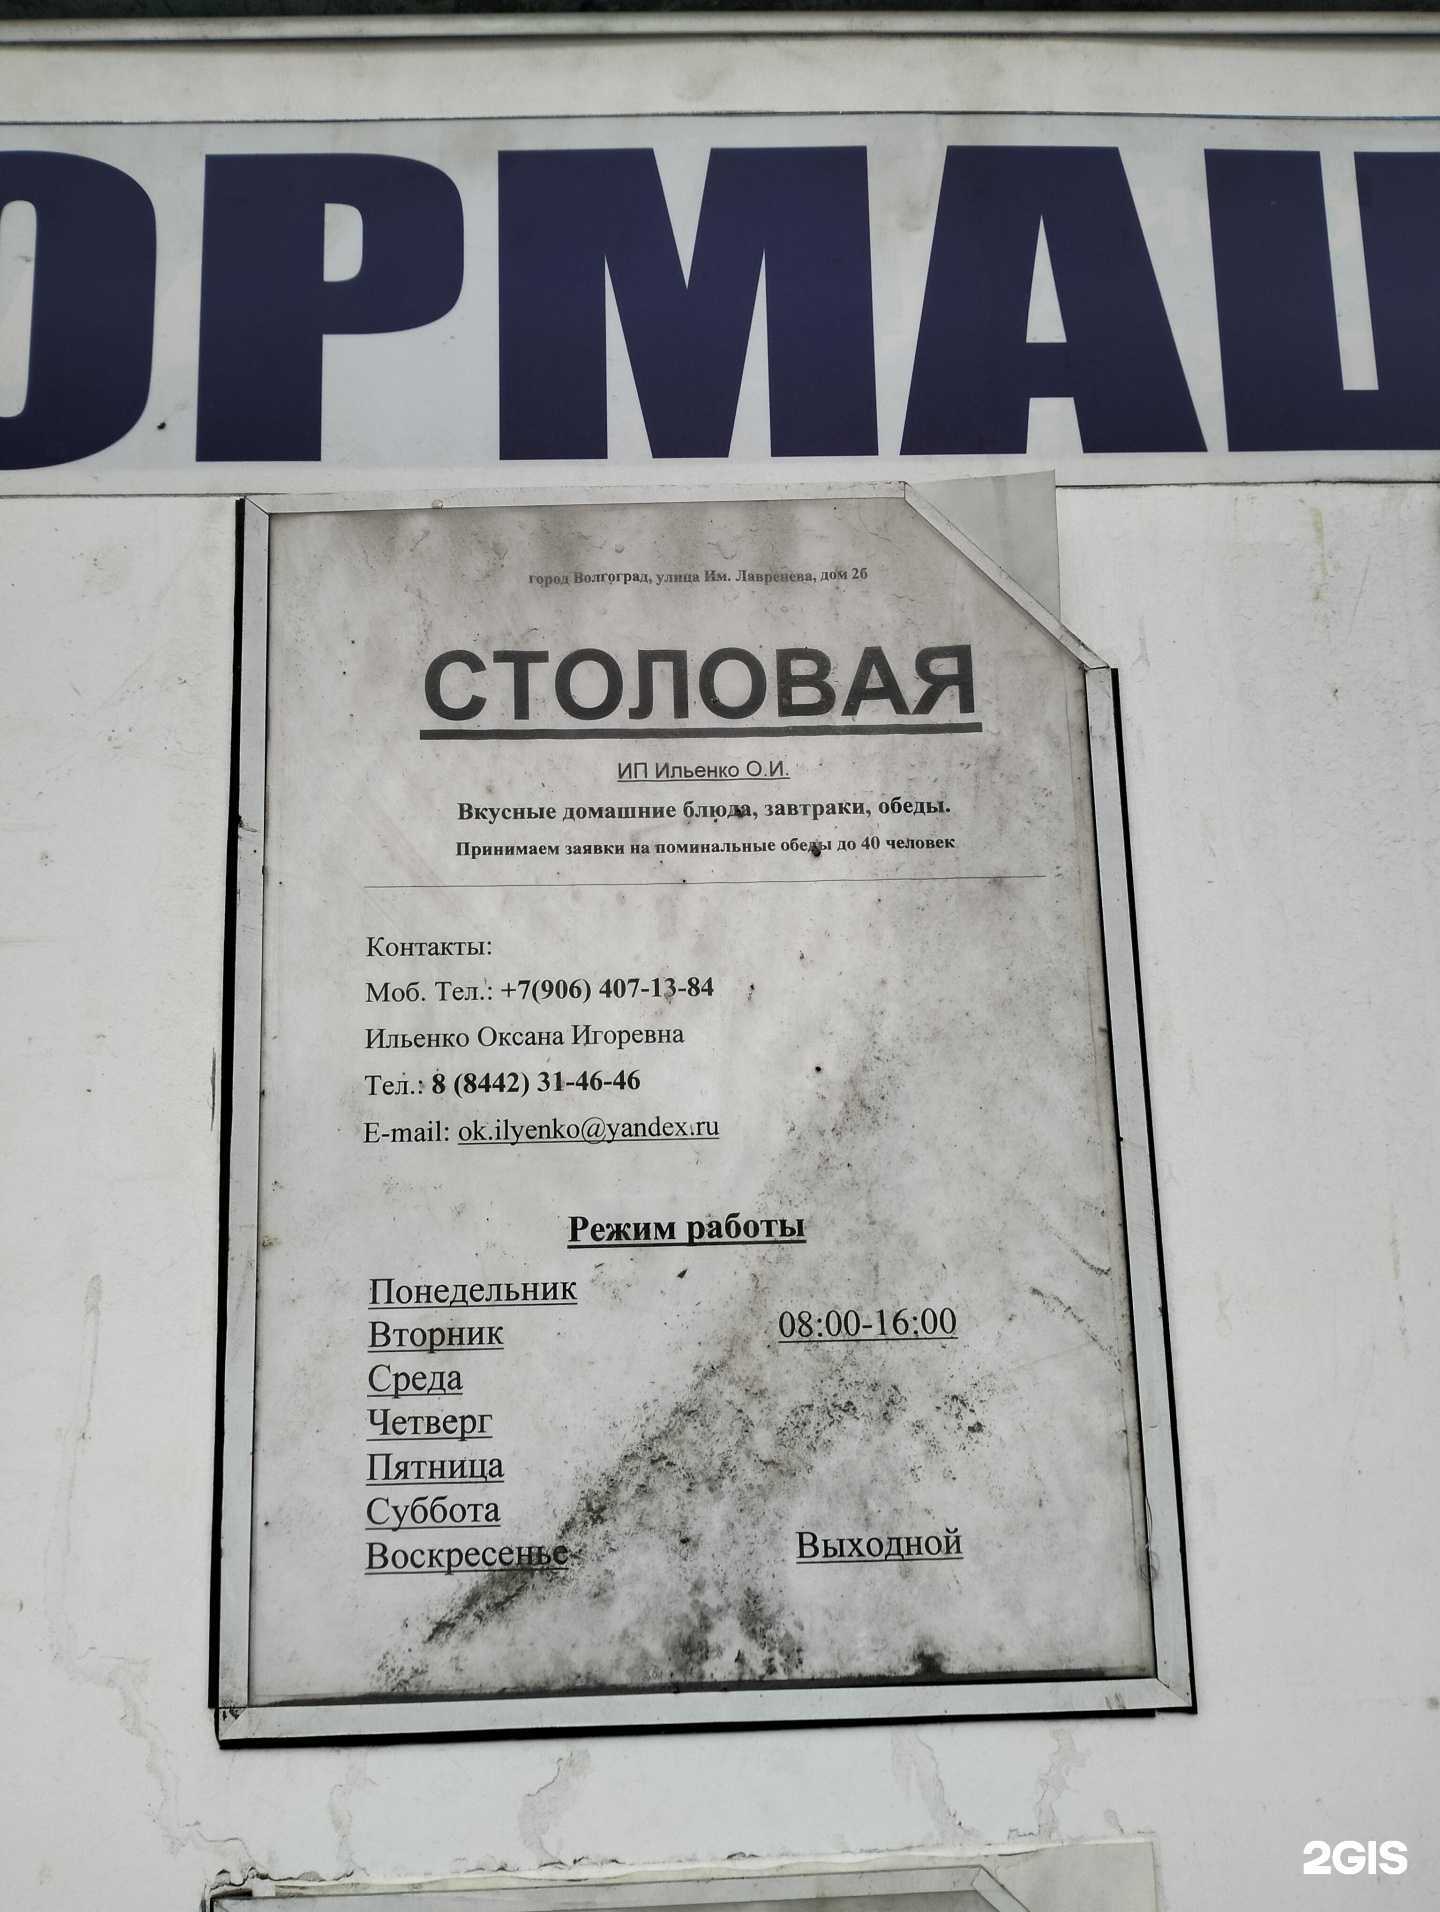 ОРМАЦ
город Волгоград, улица Им. Лавренева, дом 2б
СТОЛОВАЯ
ИП Ильенко О.И.
Вкусные домашние блюда, завтраки, обеды.
Принимаем заявки на поминальные обеды до 40 человек
Контакты:
Моб. Тел.: +7(906) 407-13-84
Ильенко Оксана Игоревна
Тел.: 8 (8442) 31-46-46
E-mail: ok.ilyenko@yandex.ru
Режим работы
Понедельник
Вторник 08:00-16:00
Среда
Четверг
Пятница
Суббота
Воскресенье Выходной
2GIS